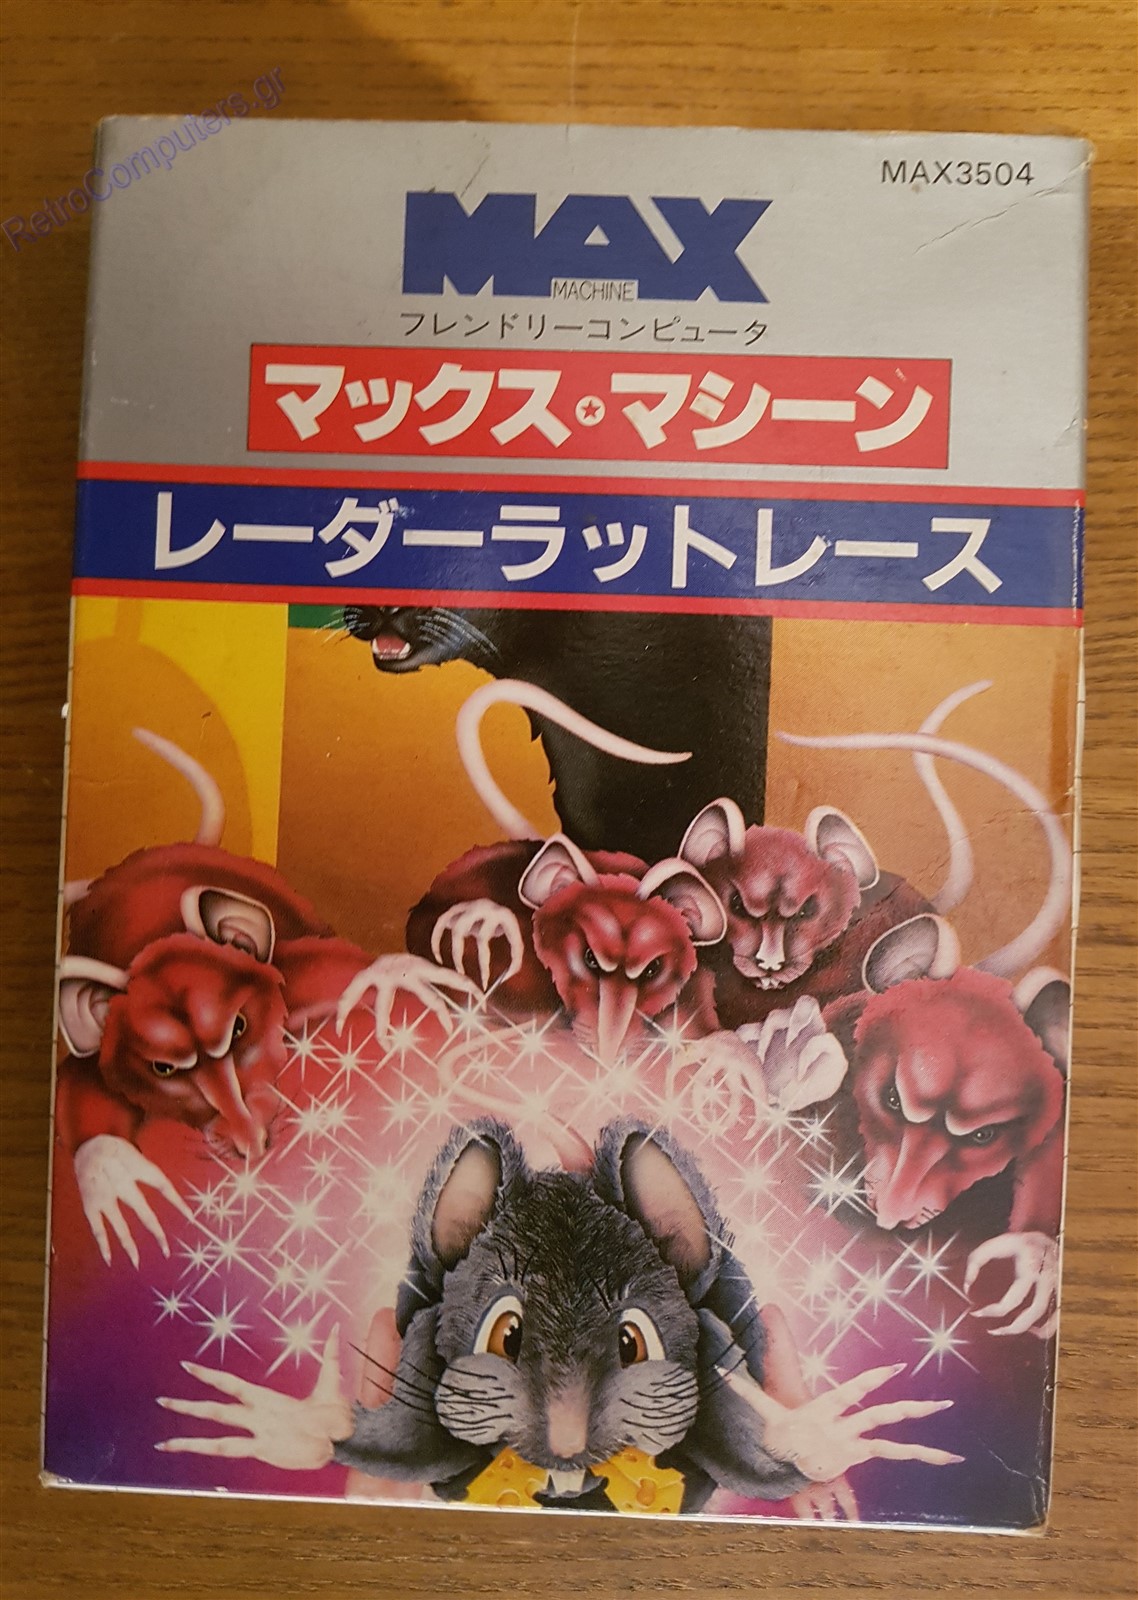 RetroComputers.gr
MAX3504
MAX
MACHINE
フレンドリーコンピュータ
マックス・マシーン
レーダーラットレース